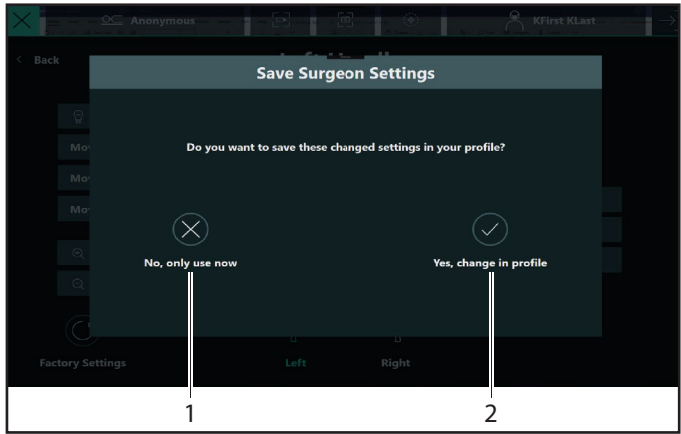 Anonymous
KFirst KLast
Back
Save Surgeon Settings
Do you want to save these changed settings in your profile?
No, only use now
Yes, change in profile
Factory Settings
Left
Right
1
2